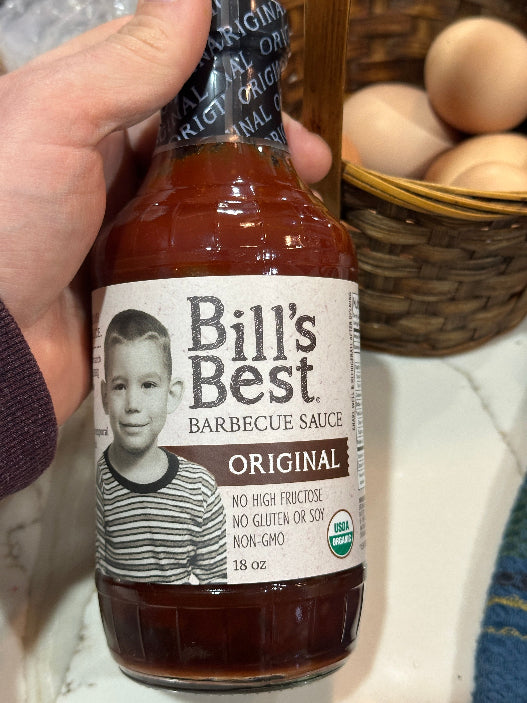 ORIGINAL
Bill's
Best
BARBECUE SAUCE
ORIGINAL
NO HIGH FRUCTOSE
NO GLUTEN OR SOY
NON-GMO
18 oz
USDA
ORGANIC